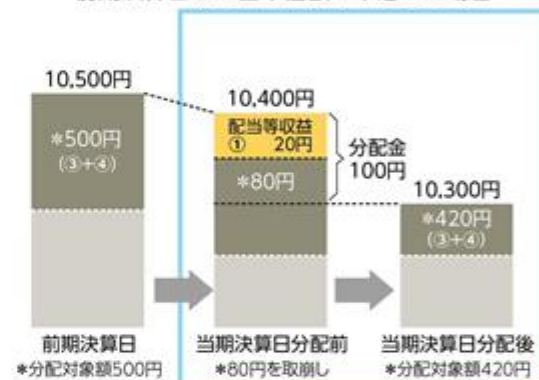 10,500円
*500円
(③+④)
10,400円
配当等収益
① 20円
*80円
分配金
100円
10,300円
*420円
(③+④)
前期決算日
*分配対象額500円
当期決算日分配前
*80円を取崩し
当期決算日分配後
*分配対象額420円